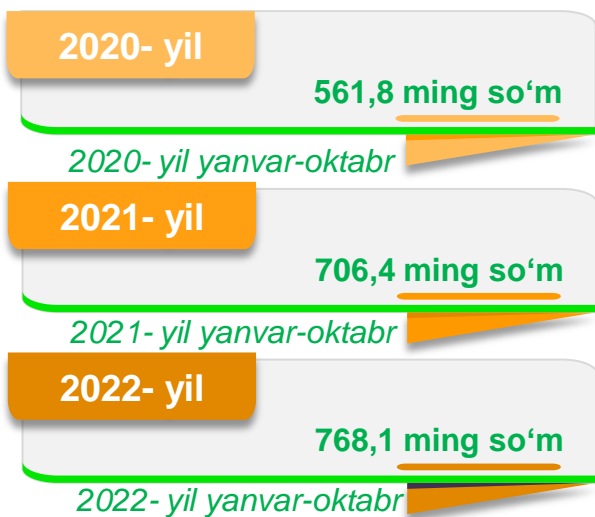 2020- yil
561,8 ming so‘m
2020- yil yanvar-oktabr
2021- yil
706,4 ming so‘m
2021- yil yanvar-oktabr
2022- yil
768,1 ming so‘m
2022- yil yanvar-oktabr